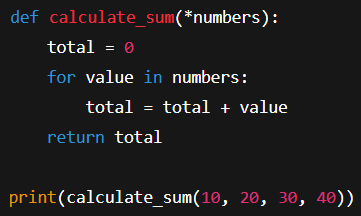 def calculate_sum(*numbers):
    total = 0
    for value in numbers:
        total = total + value
    return total

print(calculate_sum(10, 20, 30, 40))